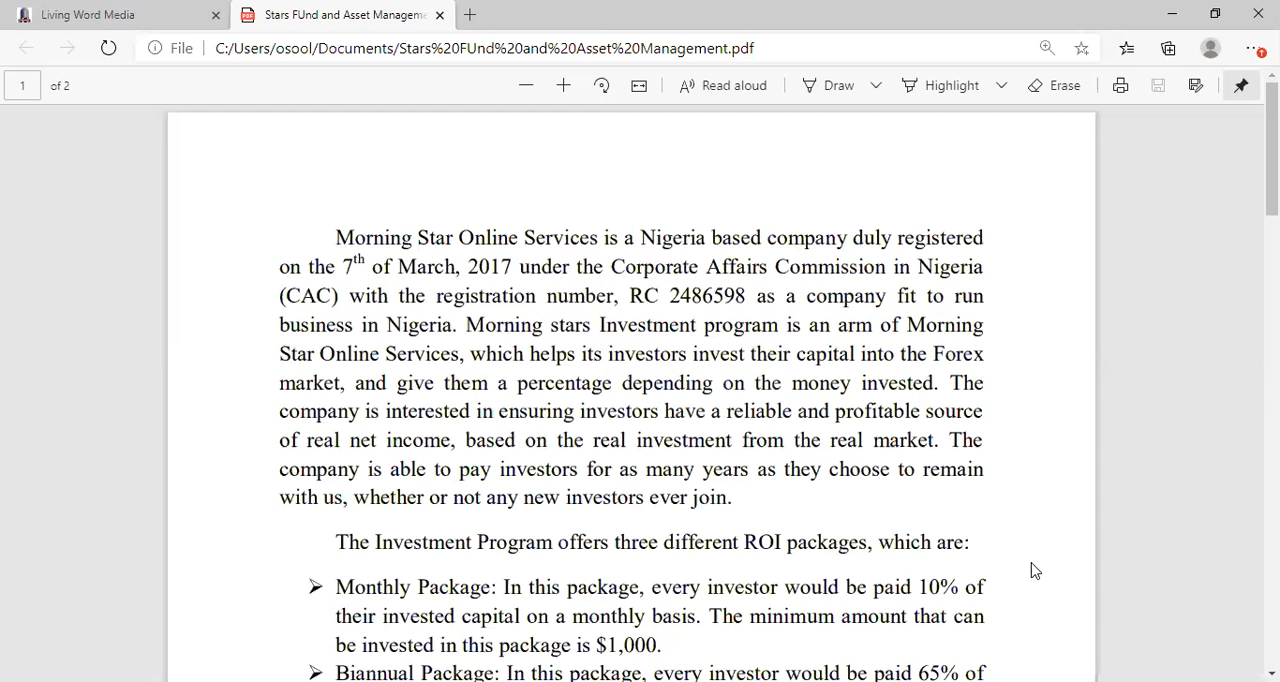 Living Word Media
Stars FUnd and Asset Managem
File
C:/Users/osool/Documents/Stars%20FUnd%20and%20Asset%20Management.pdf
1 of 2
Read aloud
Draw
Highlight
Erase
Morning Star Online Services is a Nigeria based company duly registered
on the 7th of March, 2017 under the Corporate Affairs Commission in Nigeria
(CAC) with the registration number, RC 2486598 as a company fit to run
business in Nigeria. Morning stars Investment program is an arm of Morning
Star Online Services, which helps its investors invest their capital into the Forex
market, and give them a percentage depending on the money invested. The
company is interested in ensuring investors have a reliable and profitable source
of real net income, based on the real investment from the real market. The
company is able to pay investors for as many years as they choose to remain
with us, whether or not any new investors ever join.
The Investment Program offers three different ROI packages, which are:
➢ Monthly Package: In this package, every investor would be paid 10% of
their invested capital on a monthly basis. The minimum amount that can
be invested in this package is $1,000.
➢ Biannual Package: In this package, every investor would be paid 65% of